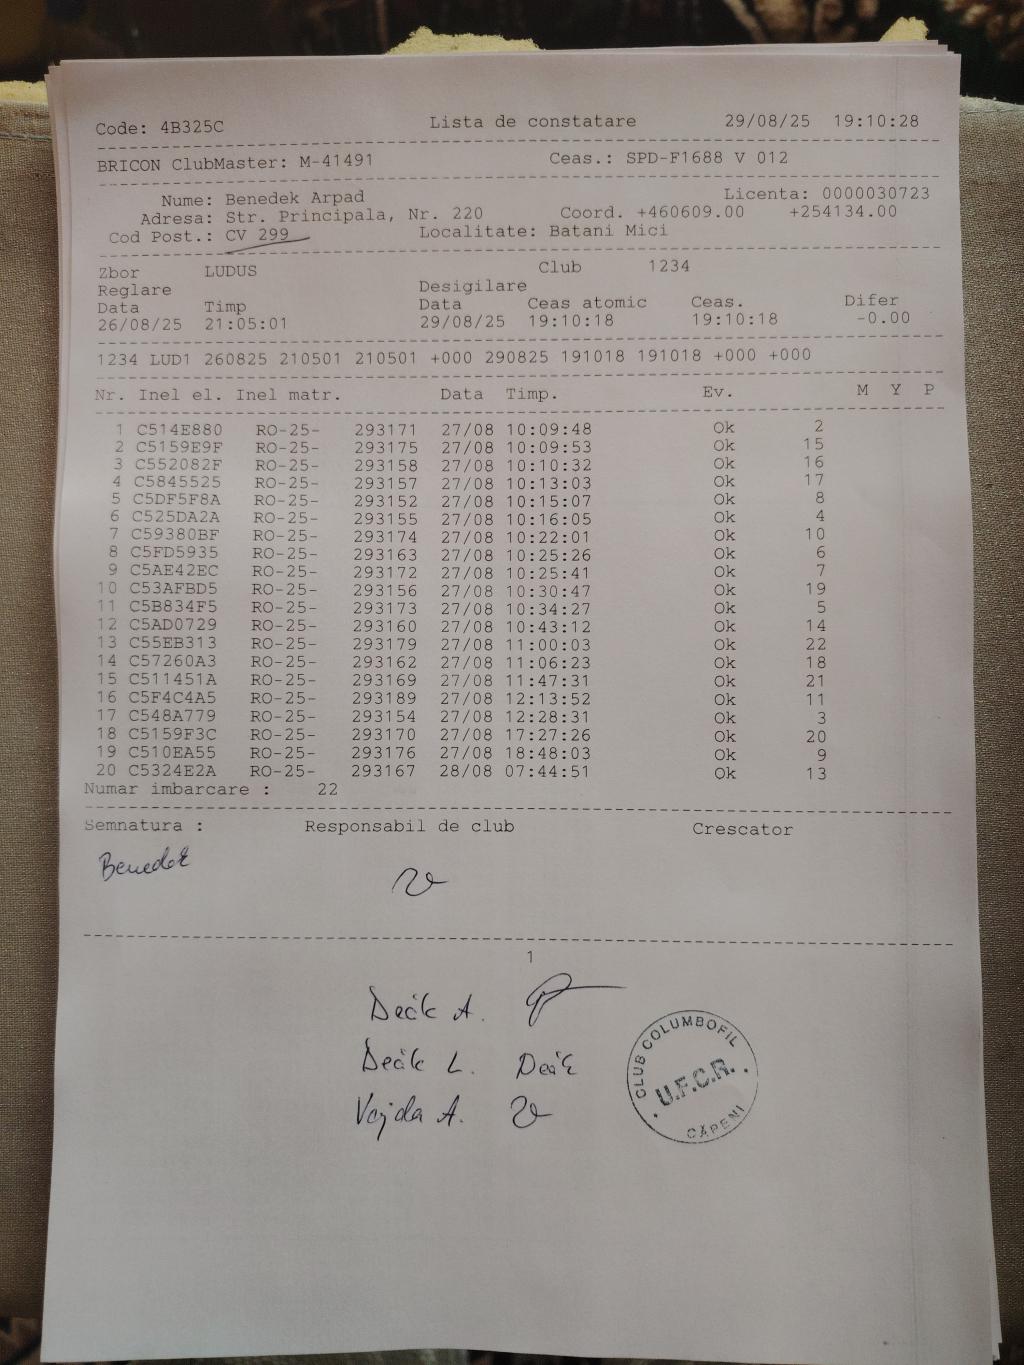 Code: 4B325C Lista de constatare 29/08/25 19:10:28
BRICON ClubMaster: M-41491 Ceas.: SPD-F1688 V 012
Nume: Benedek Arpad Licenta: 0000030723
Adresa: Str. Principala, Nr. 220 Coord. +460609.00 +254134.00
Cod Post.: CV 299 Localitate: Batani Mici
Zbor LUDUS Club 1234
Reglare Desigilare
Data Timp Data Ceas atomic Ceas. Difer
26/08/25 21:05:01 29/08/25 19:10:18 19:10:18 -0.00
1234 LUD1 260825 210501 210501 +000 290825 191018 191018 +000 +000
Nr. Inel el. Inel matr. Data Timp. Ev. M Y P
1 C514E880 RO-25- 293171 27/08 10:09:48 Ok 2
2 C5159E9F RO-25- 293175 27/08 10:09:53 Ok 15
3 C552082F RO-25- 293158 27/08 10:10:32 Ok 16
4 C5845525 RO-25- 293157 27/08 10:13:03 Ok 17
5 C5DF5F8A RO-25- 293152 27/08 10:15:07 Ok 8
6 C525DA2A RO-25- 293155 27/08 10:16:05 Ok 4
7 C59380BF RO-25- 293174 27/08 10:22:01 Ok 10
8 C5FD5935 RO-25- 293163 27/08 10:25:26 Ok 6
9 C5AE42EC RO-25- 293172 27/08 10:25:41 Ok 7
10 C53AFBD5 RO-25- 293156 27/08 10:30:47 Ok 19
11 C5B834F5 RO-25- 293173 27/08 10:34:27 Ok 5
12 C5AD0729 RO-25- 293160 27/08 10:43:12 Ok 14
13 C55EB313 RO-25- 293179 27/08 11:00:03 Ok 22
14 C57260A3 RO-25- 293162 27/08 11:06:23 Ok 18
15 C511451A RO-25- 293169 27/08 11:47:31 Ok 21
16 C5F4C4A5 RO-25- 293189 27/08 12:13:52 Ok 11
17 C548A779 RO-25- 293154 27/08 12:28:31 Ok 3
18 C5159F3C RO-25- 293170 27/08 17:27:26 Ok 20
19 C510EA55 RO-25- 293176 27/08 18:48:03 Ok 9
20 C5324E2A RO-25- 293167 28/08 07:44:51 Ok 13
Numar imbarcare : 22
Semnatura : Responsabil de club Crescator
Benedek
1
Deák A.
Deák L. Deák
Vajda A.
CLUB COLUMBOFIL
U.F.C.R.
CĂPENI